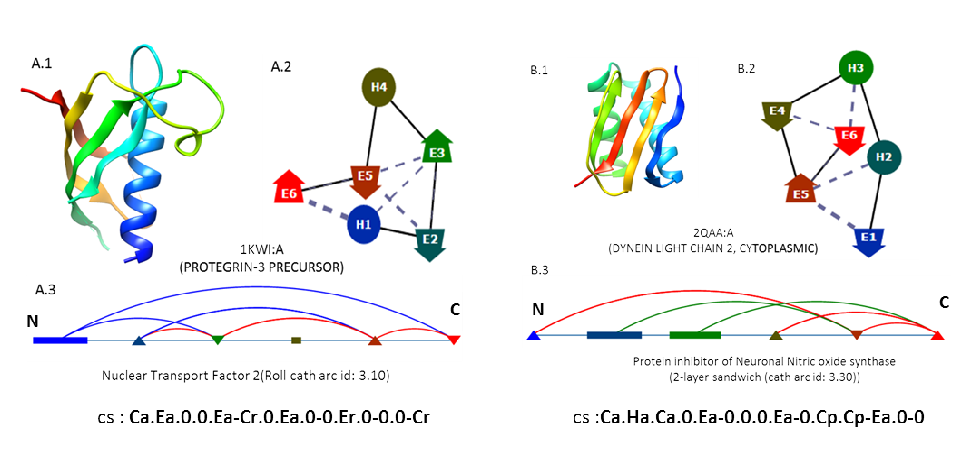 A.1
A.2
H4
E3
E5
E6
H1
E2
1KWI:A
(PROTEGRIN-3 PRECURSOR)
A.3
N
C
Nuclear Transport Factor 2(Roll cath arc id: 3.10)
cs : Ca.Ea.0.0.Ea-Cr.0.Ea.0-0.Er.0-0.0-Cr
B.1
B.2
H3
E4
E6
H2
E5
E1
2QAA:A
(DYNEIN LIGHT CHAIN 2, CYTOPLASMIC)
B.3
N
C
Protein inhibitor of Neuronal Nitric oxide synthase
(2-layer sandwich (cath arc id: 3.30))
cs :Ca.Ha.Ca.0.Ea-0.0.0.Ea-0.Cp.Cp-Ea.0-0